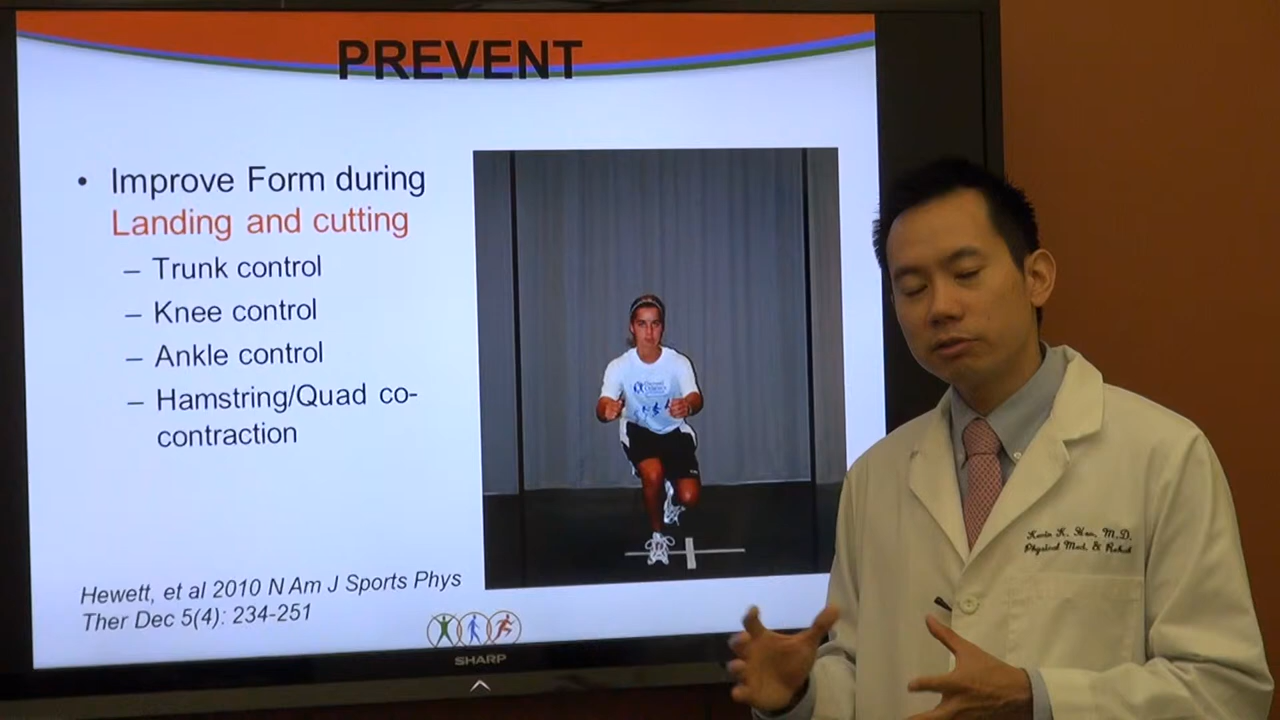 PREVENT
• Improve Form during
Landing and cutting
– Trunk control
– Knee control
– Ankle control
– Hamstring/Quad co-
contraction
Hewett, et al 2010 N Am J Sports Phys
Ther Dec 5(4): 234-251
SHARP
M.D.
Physical Med. & Rehab